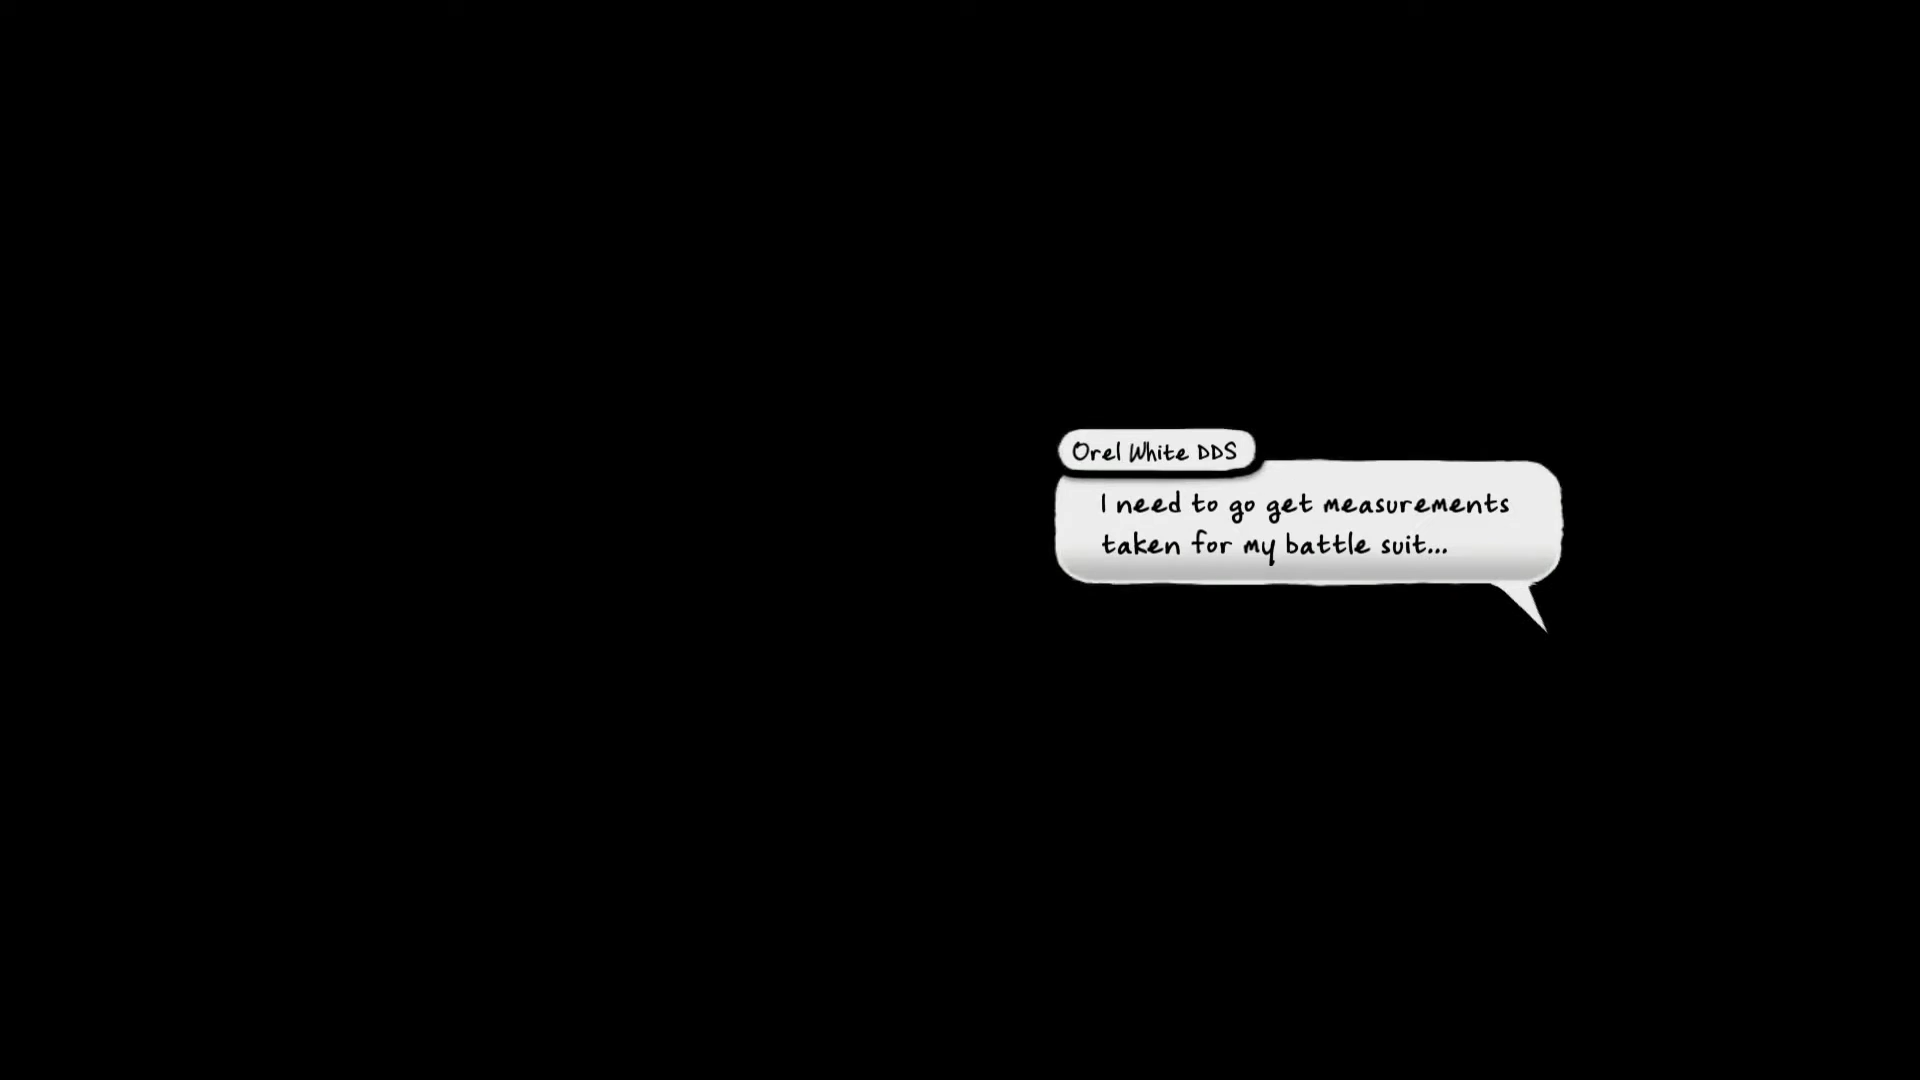 Orel White DDS
I need to go get measurements
taken for my battle suit...